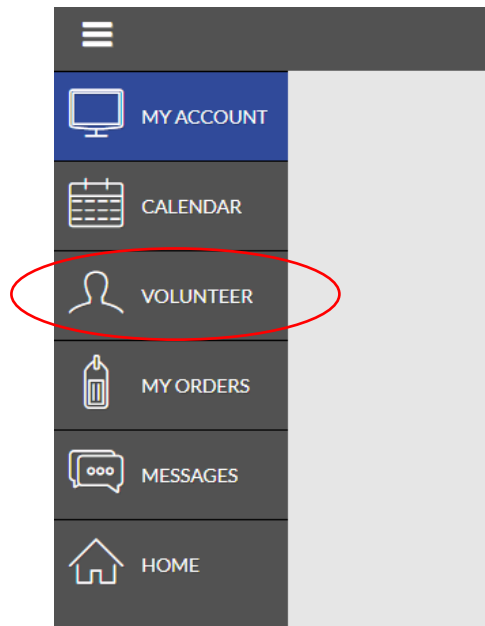 MY ACCOUNT
CALENDAR
VOLUNTEER
MY ORDERS
MESSAGES
HOME